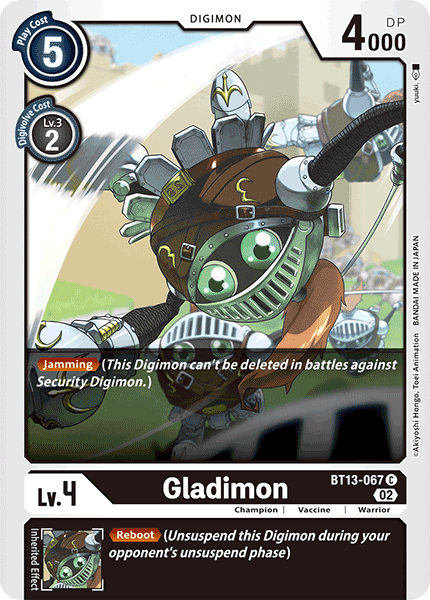 DIGIMON
Play Cost
5
4000
DP
Digivolve Cost
Lv.3
2
yuuki.
©Akiyoshi Hongo, Toei Animation BANDAI MADE IN JAPAN
Jamming (This Digimon can't be deleted in battles against
Security Digimon.)
BT13-067 C
Lv.4
Gladimon
02
Champion | Vaccine | Warrior
Inherited Effect
Reboot (Unsuspend this Digimon during your
opponent's unsuspend phase)